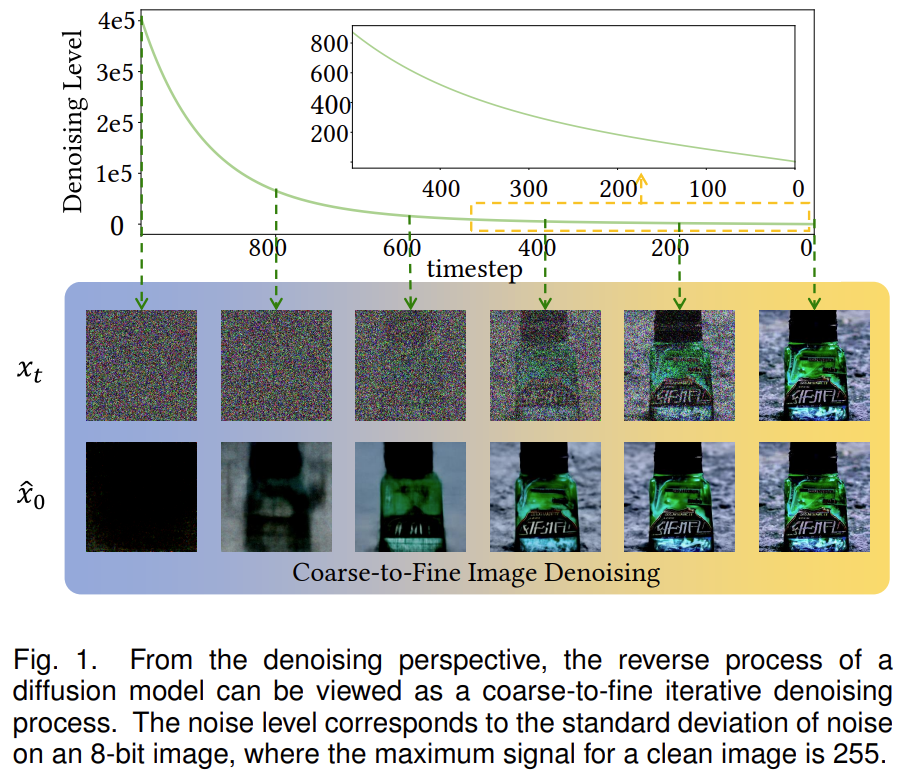 4e5
3e5
2e5
1e5
0
Denoising Level
800
600
400
200
400 300 200 100 0
800 600 400 200 0
timestep
xₜ
x̂₀
Coarse-to-Fine Image Denoising
Fig. 1. From the denoising perspective, the reverse process of a
diffusion model can be viewed as a coarse-to-fine iterative denoising
process. The noise level corresponds to the standard deviation of noise
on an 8-bit image, where the maximum signal for a clean image is 255.